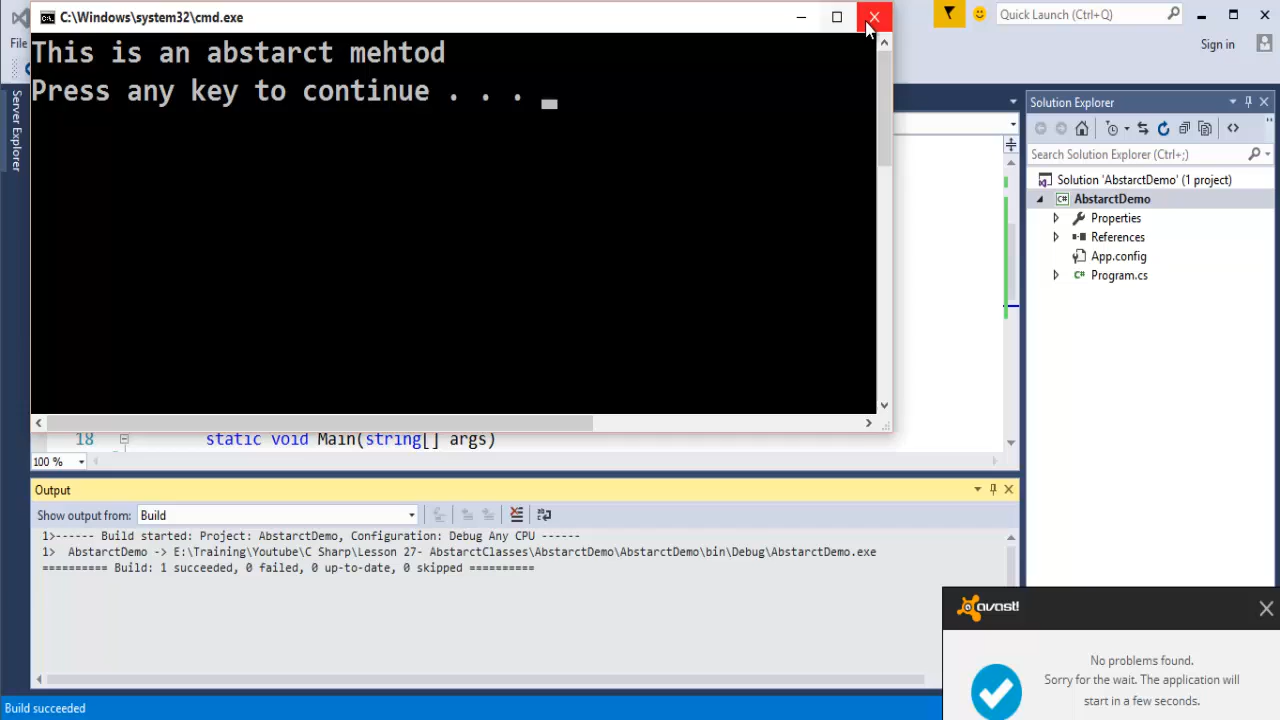 C:\Windows\system32\cmd.exe
This is an abstarct mehtod
Press any key to continue . . .
Quick Launch (Ctrl+Q)
File
Sign in
Server Explorer
Solution Explorer
Search Solution Explorer (Ctrl+;)
Solution 'AbstarctDemo' (1 project)
AbstarctDemo
Properties
References
App.config
Program.cs
18 static void Main(string[] args)
100 %
Output
Show output from: Build
1>------ Build started: Project: AbstarctDemo, Configuration: Debug Any CPU ------
1> AbstarctDemo -> E:\Training\Youtube\C Sharp\Lesson 27- AbstarctClasses\AbstarctDemo\AbstarctDemo\bin\Debug\AbstarctDemo.exe
========== Build: 1 succeeded, 0 failed, 0 up-to-date, 0 skipped ==========
avast!
No problems found.
Sorry for the wait. The application will
start in a few seconds.
Build succeeded